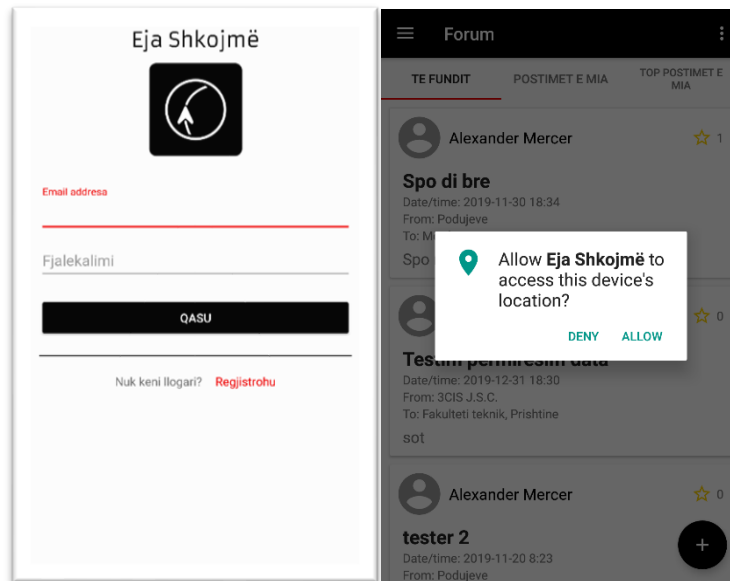 Eja Shkojmë
Email addresa
Fjalekalimi
QASU
Nuk keni llogari? Regjistrohu
Forum
TE FUNDIT
POSTIMET E MIA
TOP POSTIMET E
MIA
Alexander Mercer
1
Spo di bre
Date/time: 2019-11-30 18:34
From: Podujeve
To:
Spo
Allow Eja Shkojmë to
access this device's
location?
DENY ALLOW
0
Testim permiresim data
Date/time: 2019-12-31 18:30
From: 3CIS J.S.C.
To: Fakulteti teknik, Prishtine
sot
Alexander Mercer
0
tester 2
Date/time: 2019-11-20 8:23
From: Podujeve
+